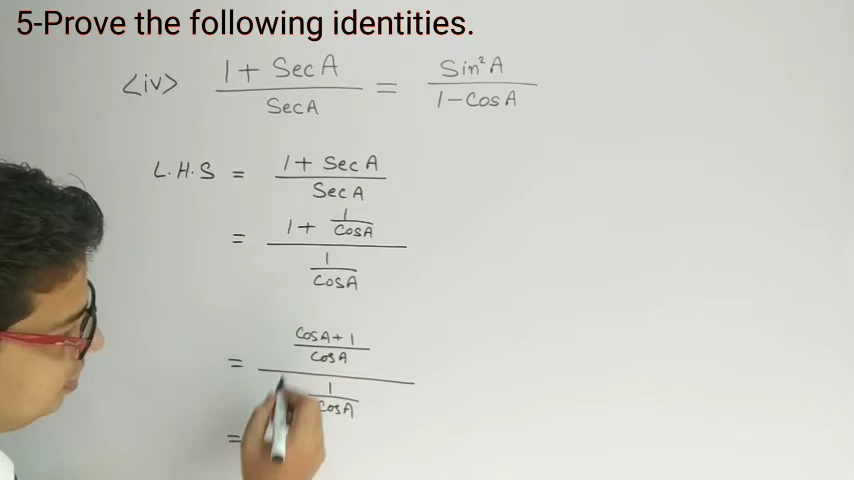 5-Prove the following identities.
<iv> (1 + Sec A)/(Sec A) = (Sin²A)/(1 - Cos A)
L.H.S = (1 + Sec A)/(Sec A)
= (1 + 1/CosA)/(1/CosA)
= ((CosA + 1)/CosA)/(1/CosA)
=